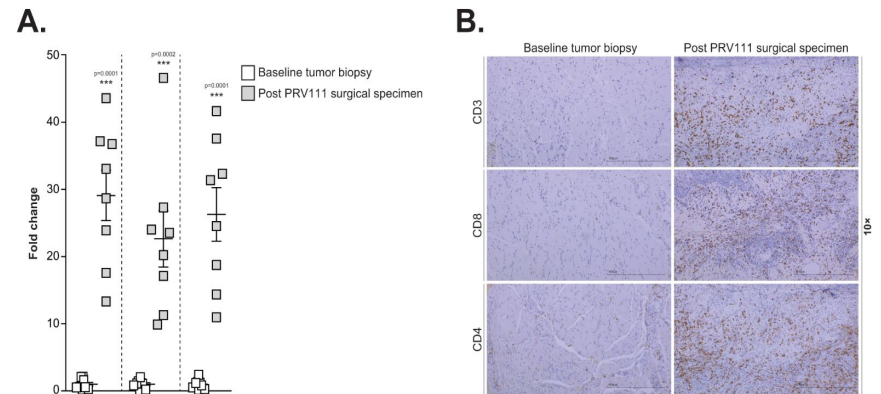 A.
B.
50
40
30
20
10
0
Fold change
p=0.0001
***
p=0.0002
***
p=0.0001
***
Baseline tumor biopsy
Post PRV111 surgical specimen
Baseline tumor biopsy
Post PRV111 surgical specimen
CD3
CD8
CD4
10×